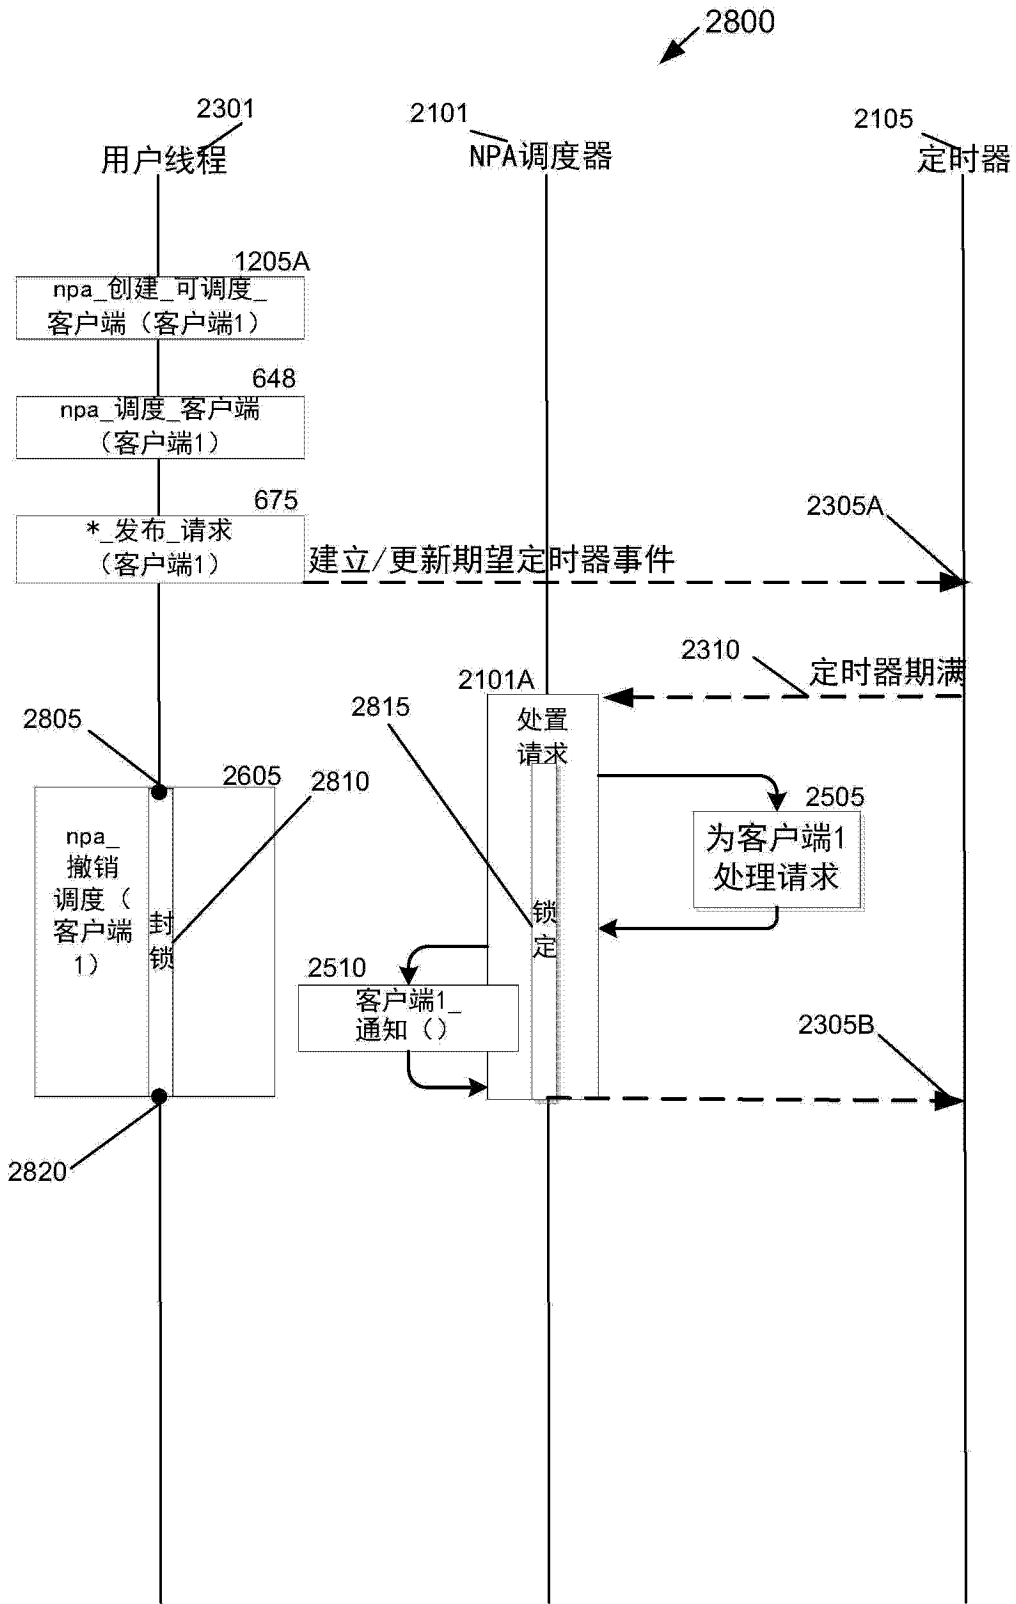 2800
2301
2101
2105
用户线程
NPA调度器
定时器
1205A
npa_创建_可调度_
客户端（客户端1）
648
npa_调度_客户端
（客户端1）
675
*_发布_请求
（客户端1）
建立/更新期望定时器事件
2305A
2310
定时器期满
2101A
2815
处置
请求
2805
2605
2810
npa_
撤销
调度（
客户端
1）
封
锁
锁
定
2505
为客户端1
处理请求
2510
客户端1_
通知（）
2305B
2820